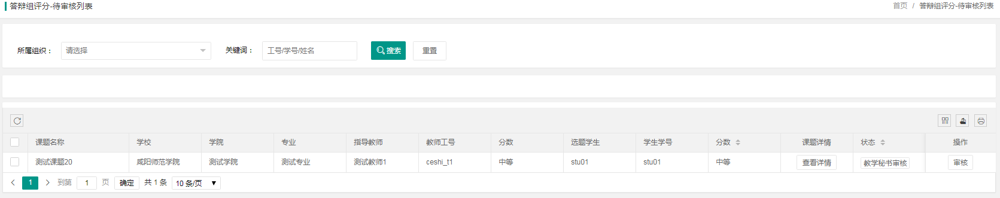 答辩组评分-待审核列表
首页 / 答辩组评分-待审核列表
所属组织： 请选择 关键词： 工号/学号/姓名 搜索 重置
课题名称 学校 学院 专业 指导教师 教师工号 分数 选题学生 学生学号 分数 课题详情 状态 操作
测试课题20 咸阳师范学院 测试学院 测试专业 测试教师1 ceshi_t1 中等 stu01 stu01 中等 查看详情 教学秘书审核 审核
1 到第 1 页 确定 共 1 条 10 条/页